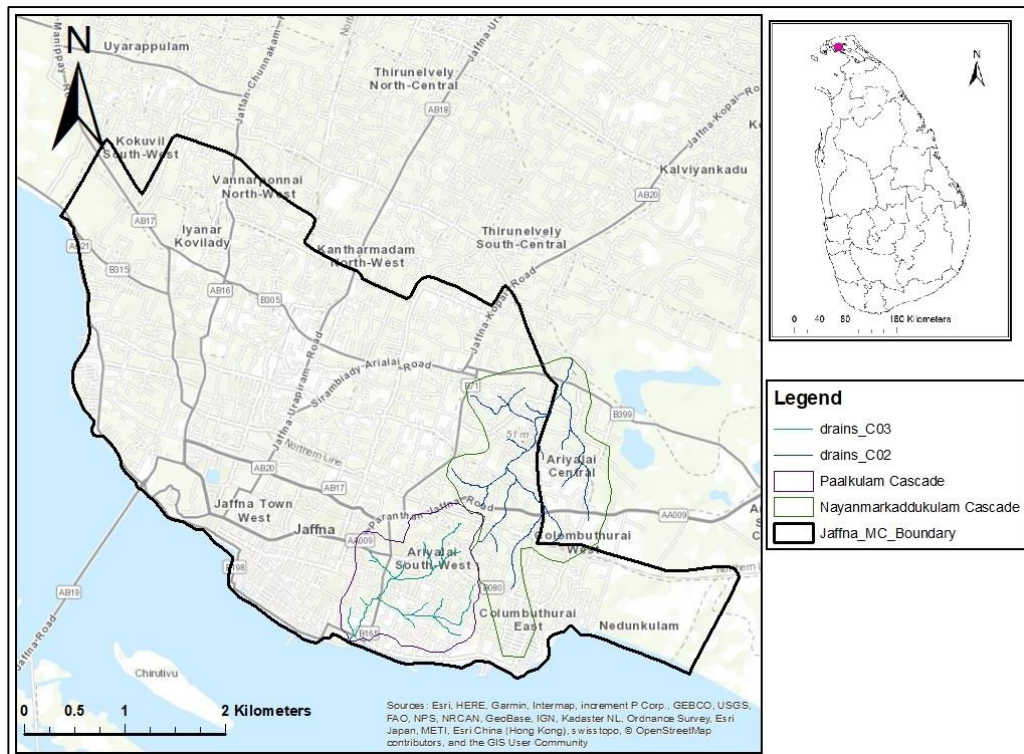 N
Uyarappulam
Thirunelvely
North-Central
AB18
Kokuvil
South-West
Vannarponnai
North-West
Kalviyankadu
AB20
AB17
Iyanar
Kovilady
Thirunelvely
South-Central
Kantharmadam
North-West
AB21
B315
AB16
B305
Sirambiady-Arialai Road
B71
B399
51 m
Northern Line
Ariyalai
Central
AB20
AB17
Jaffna Town
West
Jaffna
Paranthan-Jaffna Road
AA009
AA009
Colombuthurai
West
Ariyalai
South-West
B198
AB19
B080
Columbuthurai
East
Nedunkulam
Jaffna-Road
Chirutivu
0 0.5 1 2 Kilometers
Sources: Esri, HERE, Garmin, Intermap, increment P Corp., GEBCO, USGS,
FAO, NPS, NRCAN, GeoBase, IGN, Kadaster NL, Ordnance Survey, Esri
Japan, METI, Esri China (Hong Kong), swisstopo, © OpenStreetMap
contributors, and the GIS User Community
N
0 40 80 160 Kilometers
Legend
drains_C03
drains_C02
Paalkulam Cascade
Nayanmarkaddukulam Cascade
Jaffna_MC_Boundary